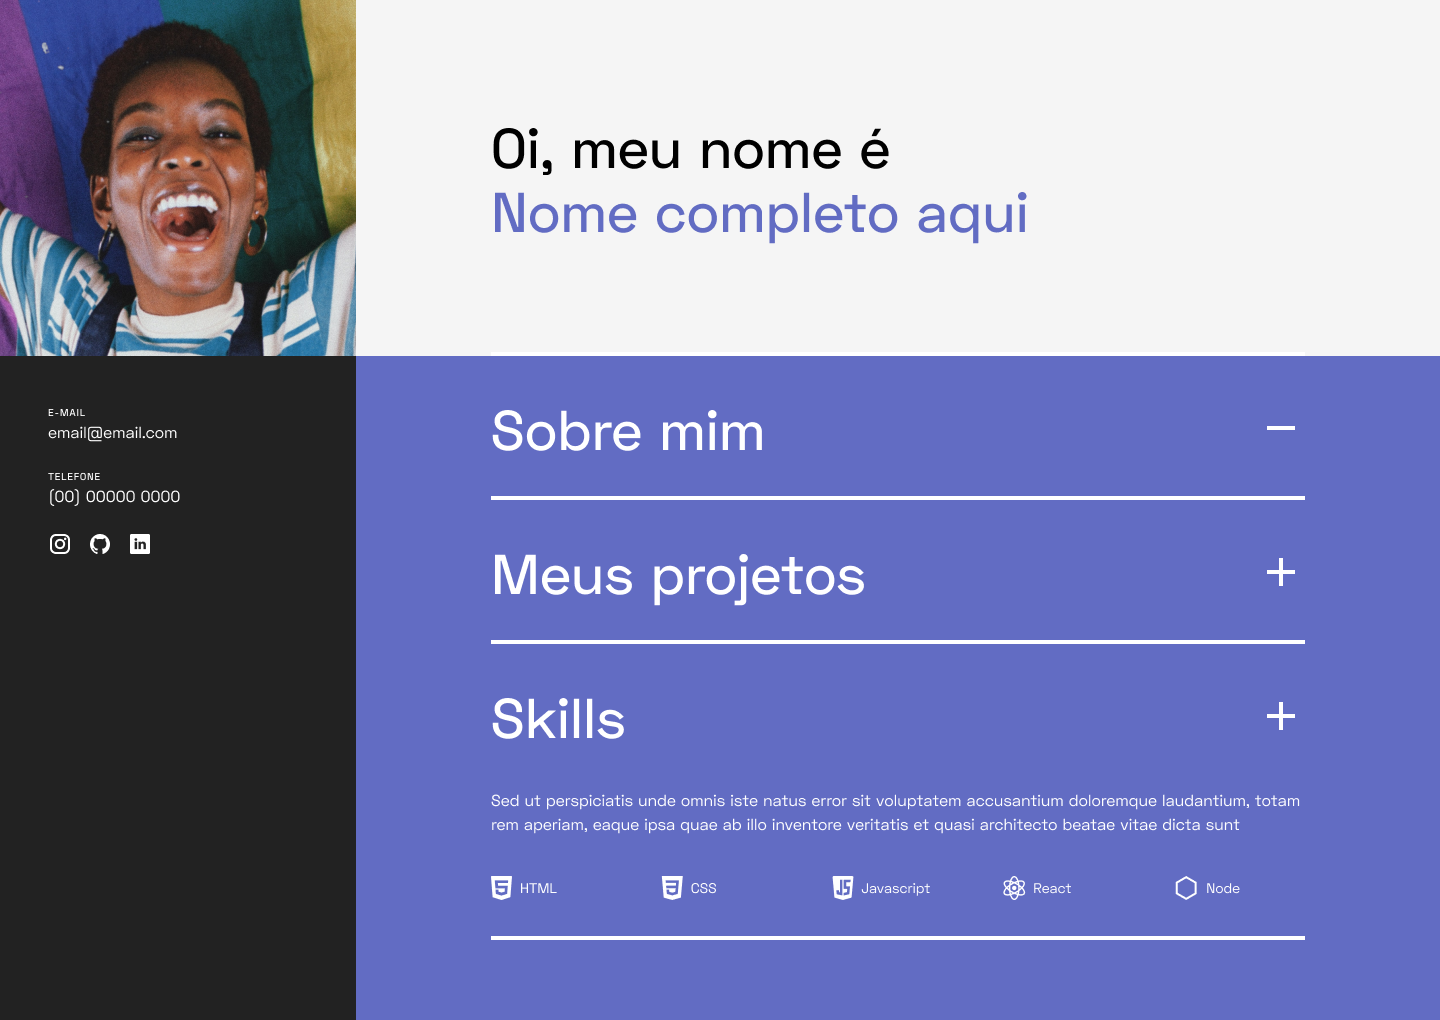 Oi, meu nome é
Nome completo aqui
E-MAIL
email@email.com
TELEFONE
(00) 00000 0000
Sobre mim
Meus projetos
Skills
Sed ut perspiciatis unde omnis iste natus error sit voluptatem accusantium doloremque laudantium, totam
rem aperiam, eaque ipsa quae ab illo inventore veritatis et quasi architecto beatae vitae dicta sunt
HTML
CSS
Javascript
React
Node